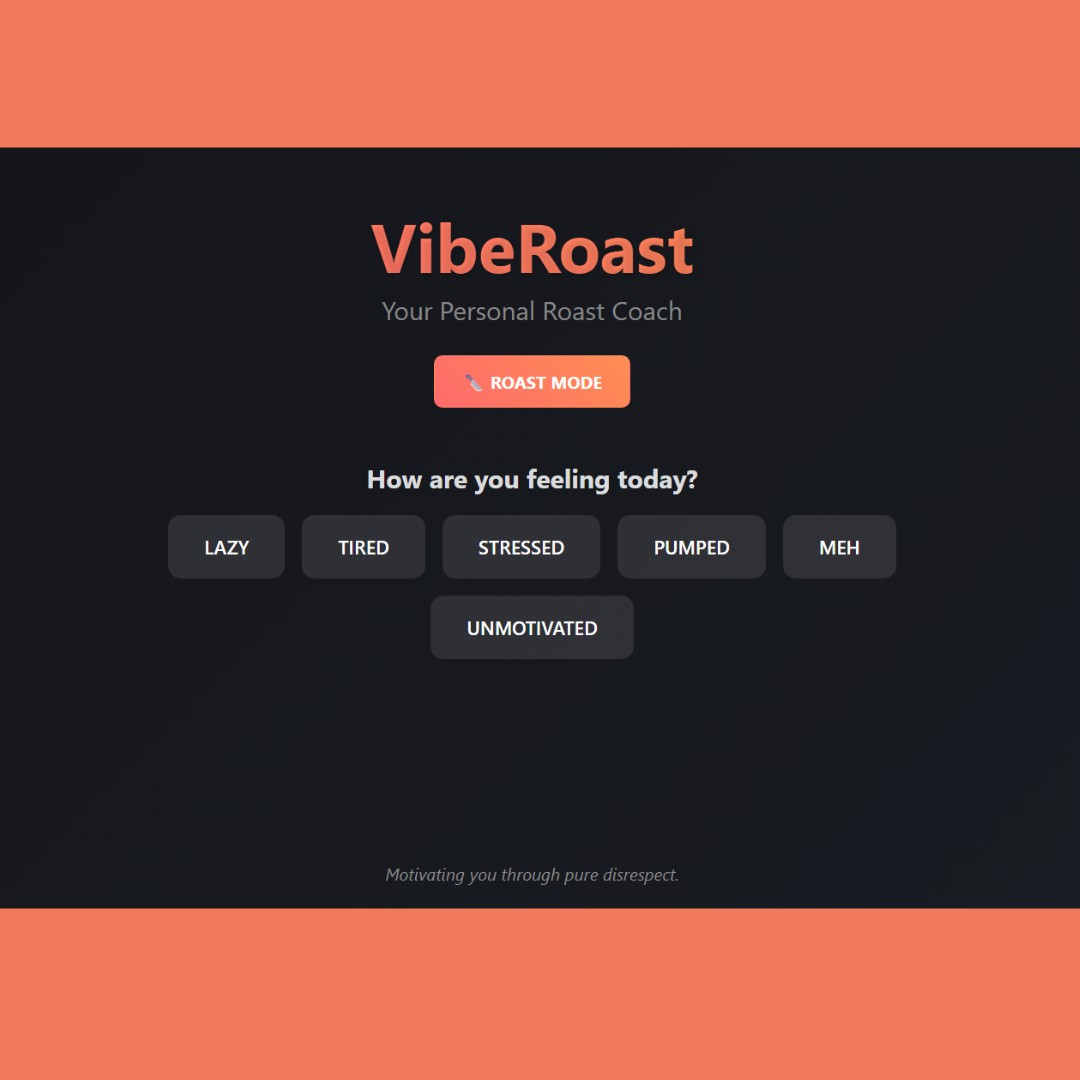 VibeRoast
Your Personal Roast Coach
🔪 ROAST MODE
How are you feeling today?
LAZY TIRED STRESSED PUMPED MEH
UNMOTIVATED
Motivating you through pure disrespect.